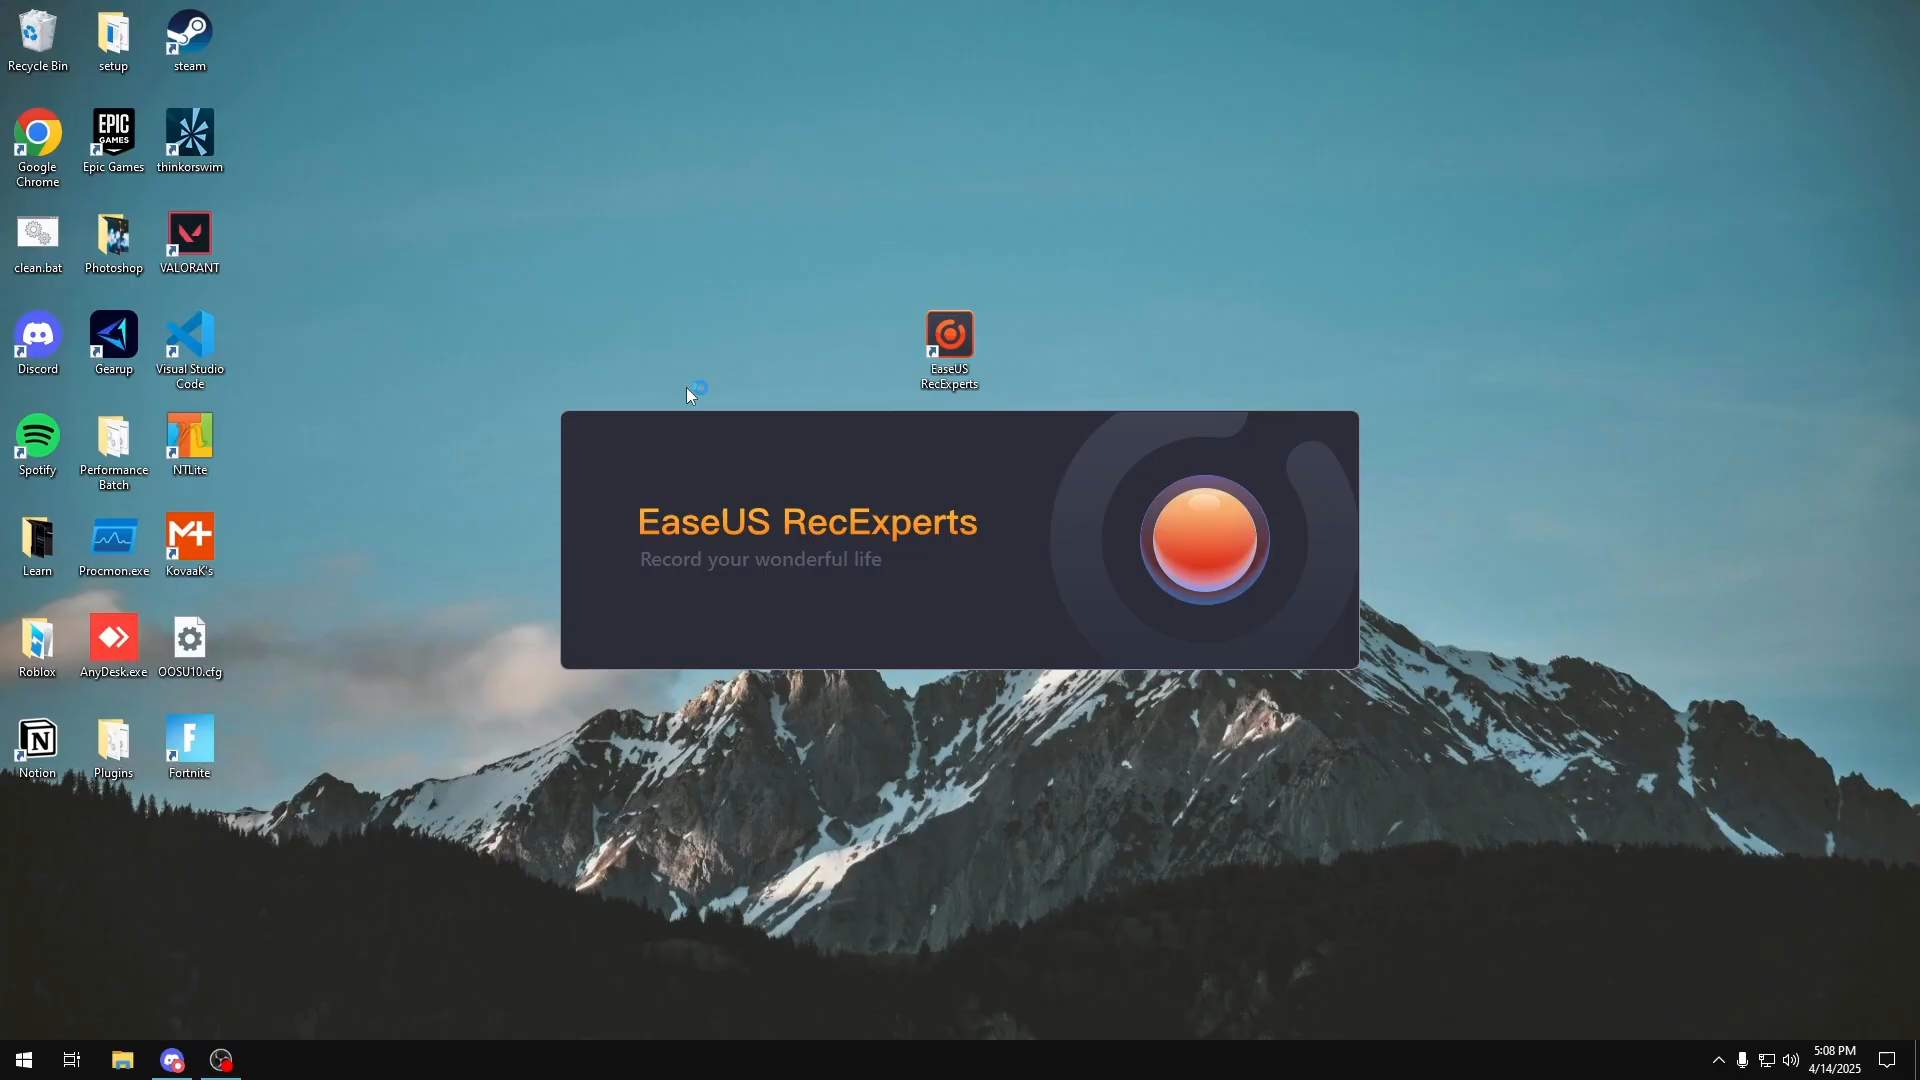 Recycle Bin
setup
steam
Google
Chrome
EPIC
GAMES
Epic Games
thinkorswim
clean.bat
Photoshop
VALORANT
Discord
Gearup
Visual Studio
Code
EaseUS
RecExperts
Spotify
Performance
Batch
NTLite
Learn
Procmon.exe
M+
KovaaK's
Roblox
AnyDesk.exe
OOSU10.cfg
N
Notion
Plugins
F
Fortnite
EaseUS RecExperts
Record your wonderful life
5:08 PM
4/14/2025